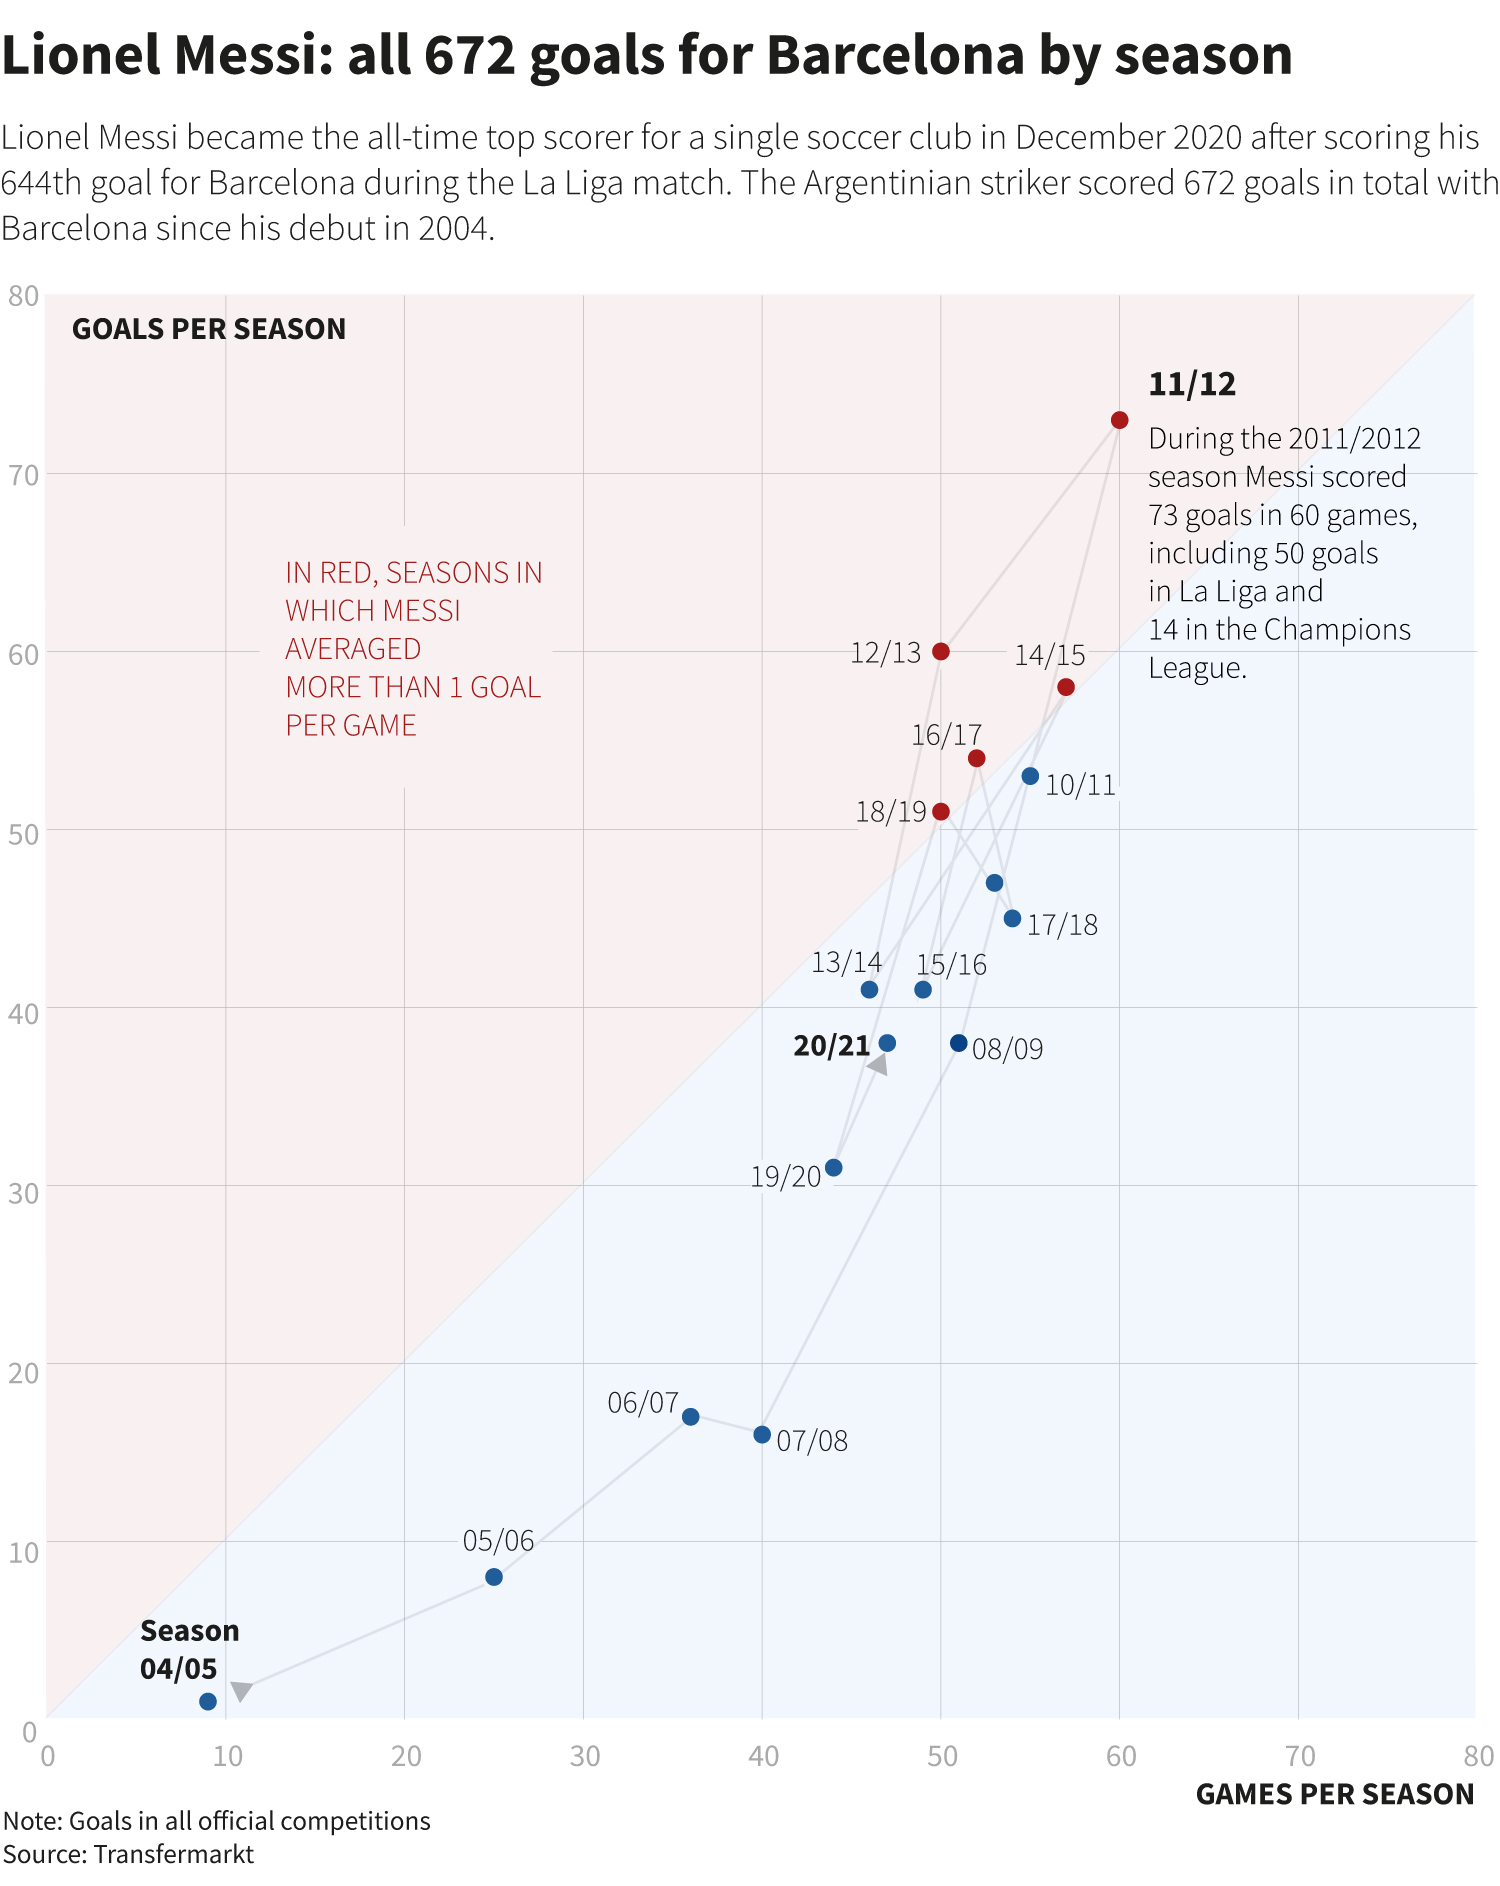 Lionel Messi: all 672 goals for Barcelona by season
Lionel Messi became the all-time top scorer for a single soccer club in December 2020 after scoring his
644th goal for Barcelona during the La Liga match. The Argentinian striker scored 672 goals in total with
Barcelona since his debut in 2004.
80
GOALS PER SEASON
11/12
During the 2011/2012
season Messi scored
73 goals in 60 games,
including 50 goals
in La Liga and
14 in the Champions
League.
70
IN RED, SEASONS IN
WHICH MESSI
AVERAGED
MORE THAN 1 GOAL
PER GAME
60
12/13
14/15
16/17
10/11
18/19
50
17/18
13/14
15/16
40
20/21
08/09
19/20
30
20
06/07
07/08
10
05/06
Season
04/05
0
0 10 20 30 40 50 60 70 80
GAMES PER SEASON
Note: Goals in all official competitions
Source: Transfermarkt